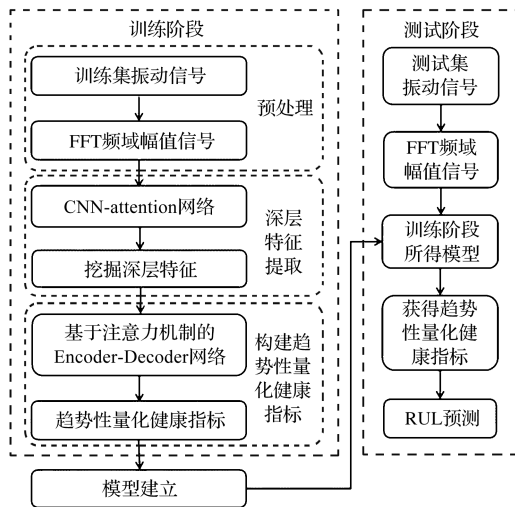 训练阶段
训练集振动信号
FFT频域幅值信号
预处理
CNN-attention网络
挖掘深层特征
深层
特征
提取
基于注意力机制的
Encoder-Decoder网络
趋势性量化健康指标
构建趋
势性量
化健康
指标
模型建立
测试阶段
测试集
振动信号
FFT频域
幅值信号
训练阶段
所得模型
获得趋势
性量化健
康指标
RUL预测